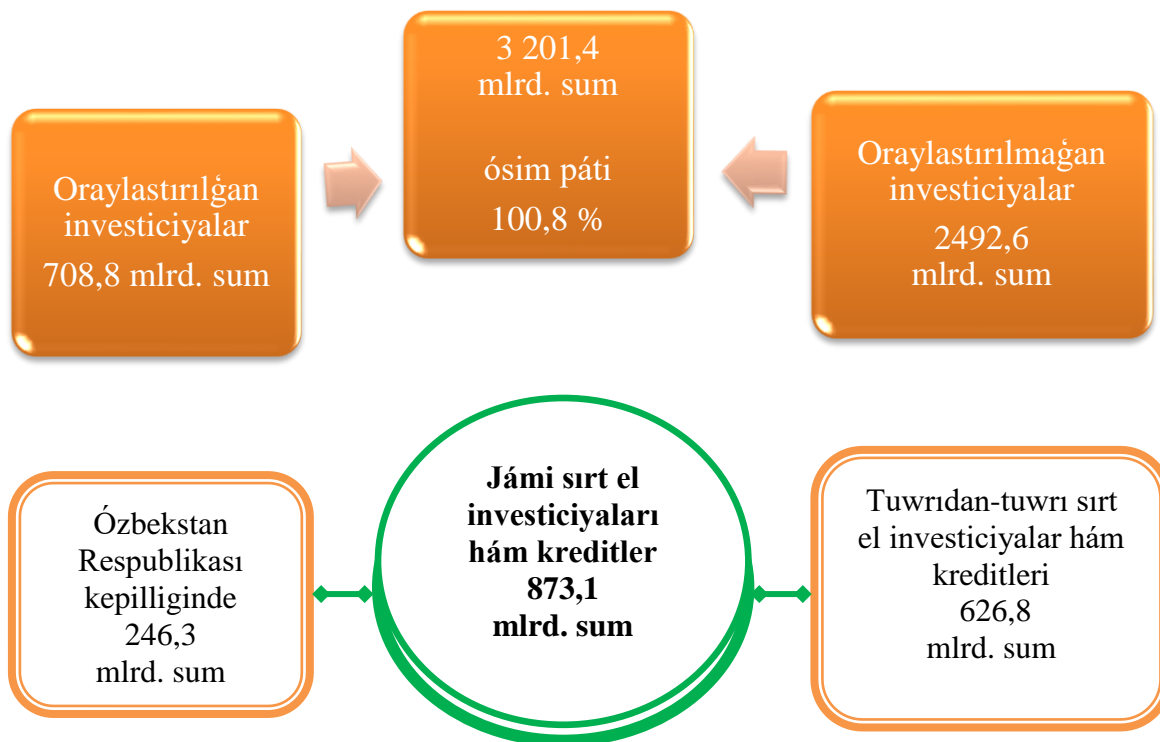 3 201,4
mlrd. sum
ósim páti
100,8 %
Oraylastırılģan
investiciyalar
708,8 mlrd. sum
Oraylastırılmaģan
investiciyalar
2492,6
mlrd. sum
Ózbekstan
Respublikası
kepilliginde
246,3
mlrd. sum
Jámi sırt el
investiciyaları
hám kreditler
873,1
mlrd. sum
Tuwrıdan-tuwrı sırt
el investiciyalar hám
kreditleri
626,8
mlrd. sum